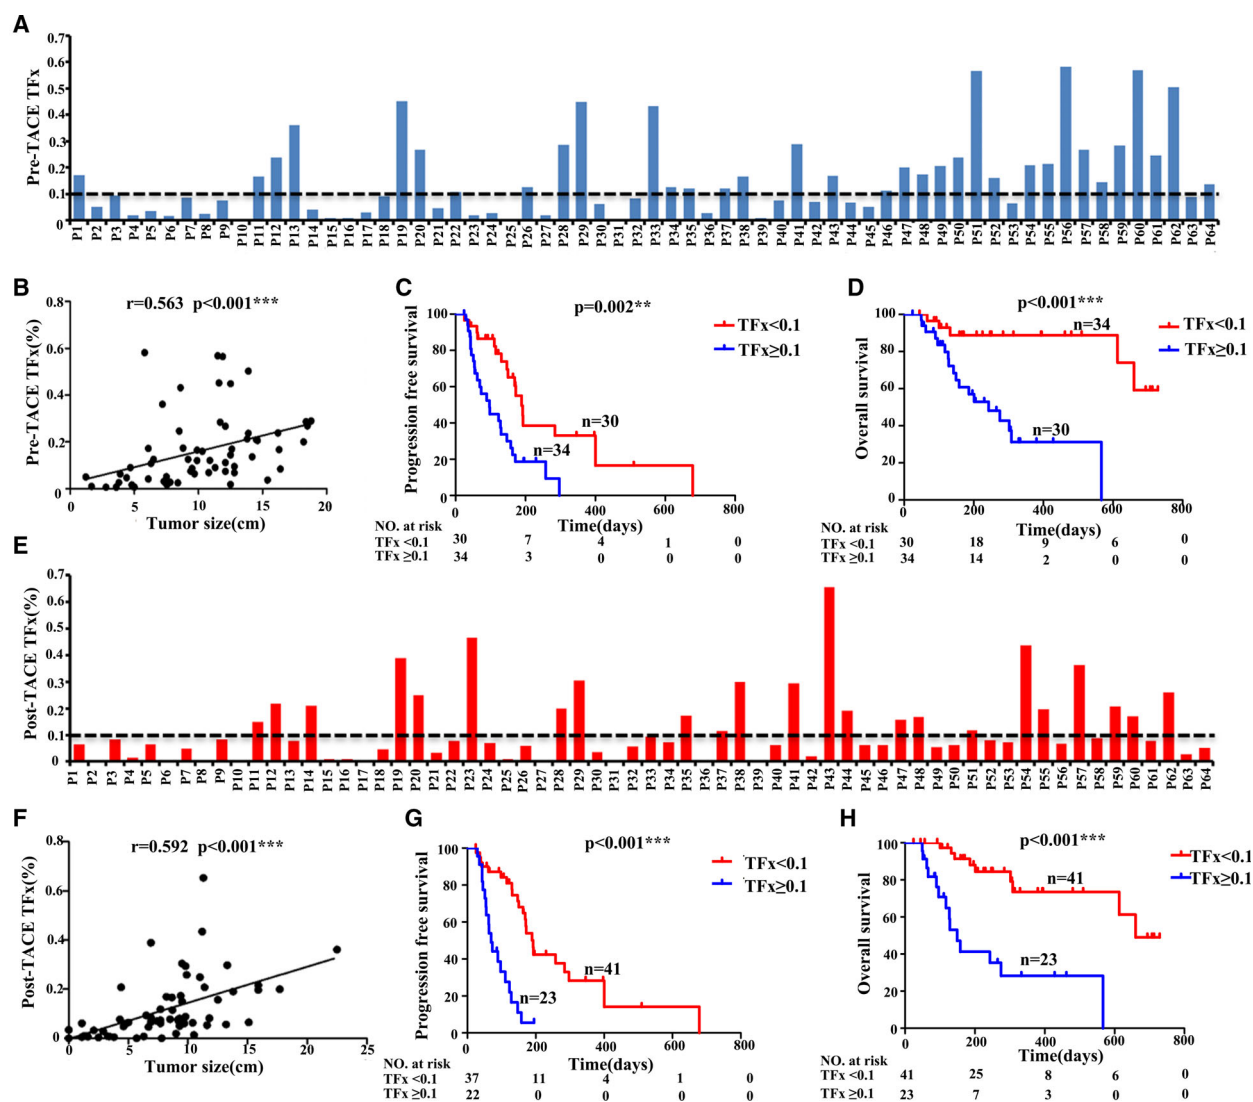 A
Pre-TACE TFx
0.7
0.6
0.5
0.4
0.3
0.2
0.1
0
P1 P2 P3 P4 P5 P6 P7 P8 P9 P10 P11 P12 P13 P14 P15 P16 P17 P18 P19 P20 P21 P22 P23 P24 P25 P26 P27 P28 P29 P30 P31 P32 P33 P34 P35 P36 P37 P38 P39 P40 P41 P42 P43 P44 P45 P46 P47 P48 P49 P50 P51 P52 P53 P54 P55 P56 P57 P58 P59 P60 P61 P62 P63 P64
B
r=0.563 p<0.001***
Pre-TACE TFx(%)
0.8
0.6
0.4
0.2
0
0 5 10 15 20
Tumor size(cm)
C
p=0.002**
TFx<0.1
TFx≥0.1
Progression free survival
100
80
60
40
20
0
n=30
n=34
0 200 400 600 800
Time(days)
NO. at risk
TFx <0.1 30 7 4 1 0
TFx ≥0.1 34 3 0 0 0
D
p<0.001***
TFx<0.1
TFx≥0.1
Overall survival
100
80
60
40
20
0
n=34
n=30
0 200 400 600 800
Time(days)
NO. at risk
TFx <0.1 30 18 9 6 0
TFx ≥0.1 34 14 2 0 0
E
Post-TACE TFx(%)
0.7
0.6
0.5
0.4
0.3
0.2
0.1
0
P1 P2 P3 P4 P5 P6 P7 P8 P9 P10 P11 P12 P13 P14 P15 P16 P17 P18 P19 P20 P21 P22 P23 P24 P25 P26 P27 P28 P29 P30 P31 P32 P33 P34 P35 P36 P37 P38 P39 P40 P41 P42 P43 P44 P45 P46 P47 P48 P49 P50 P51 P52 P53 P54 P55 P56 P57 P58 P59 P60 P61 P62 P63 P64
F
r=0.592 p<0.001***
Post-TACE TFx(%)
0.8
0.6
0.4
0.2
0
0 5 10 15 20 25
Tumor size(cm)
G
p<0.001***
TFx<0.1
TFx≥0.1
Progression free survival
100
80
60
40
20
0
n=41
n=23
0 200 400 600 800
Time(days)
NO. at risk
TFx <0.1 37 11 4 1 0
TFx ≥0.1 22 0 0 0 0
H
p<0.001***
TFx<0.1
TFx≥0.1
Overall survival
100
80
60
40
20
0
n=41
n=23
0 200 400 600 800
Time(days)
NO. at risk
TFx <0.1 41 25 8 6 0
TFx ≥0.1 23 7 3 0 0